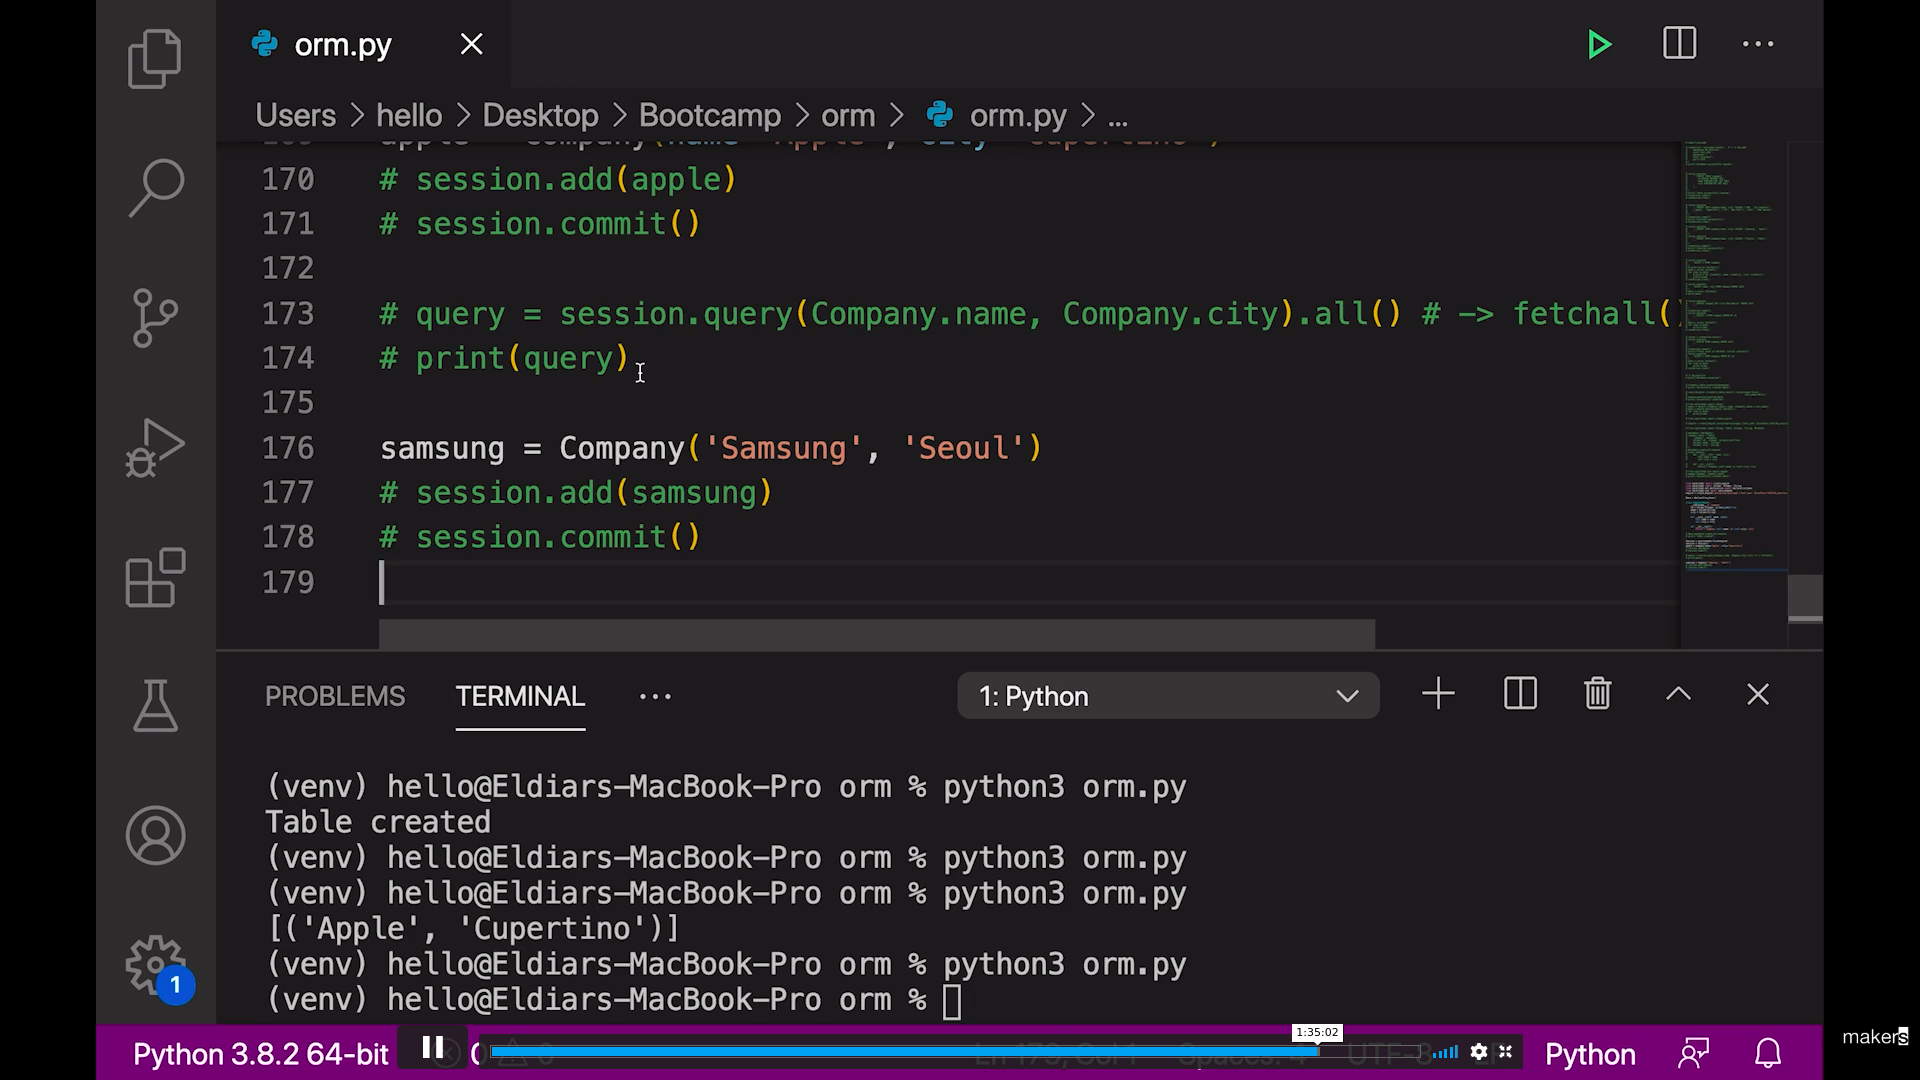 orm.py
Users > hello > Desktop > Bootcamp > orm > orm.py > ...
170 # session.add(apple)
171 # session.commit()
172
173 # query = session.query(Company.name, Company.city).all() # -> fetchall()
174 # print(query)
175
176 samsung = Company('Samsung', 'Seoul')
177 # session.add(samsung)
178 # session.commit()
179
PROBLEMS TERMINAL ... 1: Python
(venv) hello@Eldiars-MacBook-Pro orm % python3 orm.py
Table created
(venv) hello@Eldiars-MacBook-Pro orm % python3 orm.py
(venv) hello@Eldiars-MacBook-Pro orm % python3 orm.py
[('Apple', 'Cupertino')]
(venv) hello@Eldiars-MacBook-Pro orm % python3 orm.py
(venv) hello@Eldiars-MacBook-Pro orm %
1
1:35:02
makers
Python 3.8.2 64-bit Python